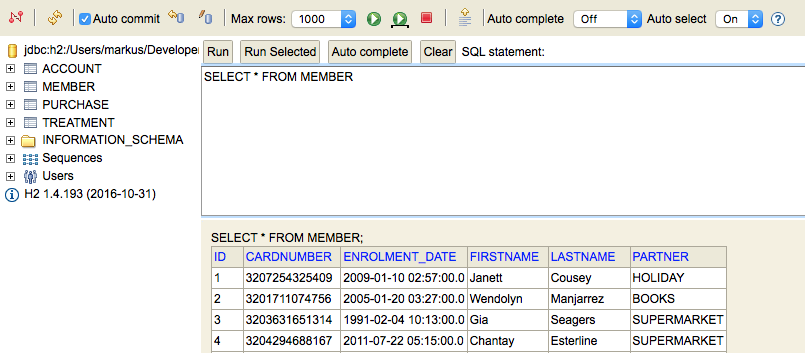 Auto commit Max rows: 1000 Auto complete Off Auto select On ?
jdbc:h2:/Users/markus/Developer
ACCOUNT
MEMBER
PURCHASE
TREATMENT
INFORMATION_SCHEMA
Sequences
Users
H2 1.4.193 (2016-10-31)
Run Run Selected Auto complete Clear SQL statement:
SELECT * FROM MEMBER
SELECT * FROM MEMBER;
ID CARDNUMBER ENROLMENT_DATE FIRSTNAME LASTNAME PARTNER
1 3207254325409 2009-01-10 02:57:00.0 Janett Cousey HOLIDAY
2 3201711074756 2005-01-20 03:27:00.0 Wendolyn Manjarrez BOOKS
3 3203631651314 1991-02-04 10:13:00.0 Gia Seagers SUPERMARKET
4 3204294688167 2011-07-22 05:15:00.0 Chantay Esterline SUPERMARKET